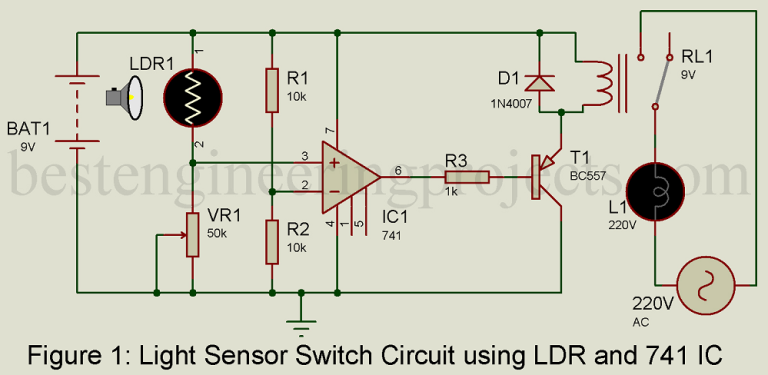 LDR1
1
2
BAT1
9V
R1
10k
D1
1N4007
RL1
9V
7
3
2
6
4
1
5
IC1
741
R3
1k
T1
BC557
VR1
50k
R2
10k
L1
220V
220V
AC
bestengineeringprojects.com
Figure 1: Light Sensor Switch Circuit using LDR and 741 IC